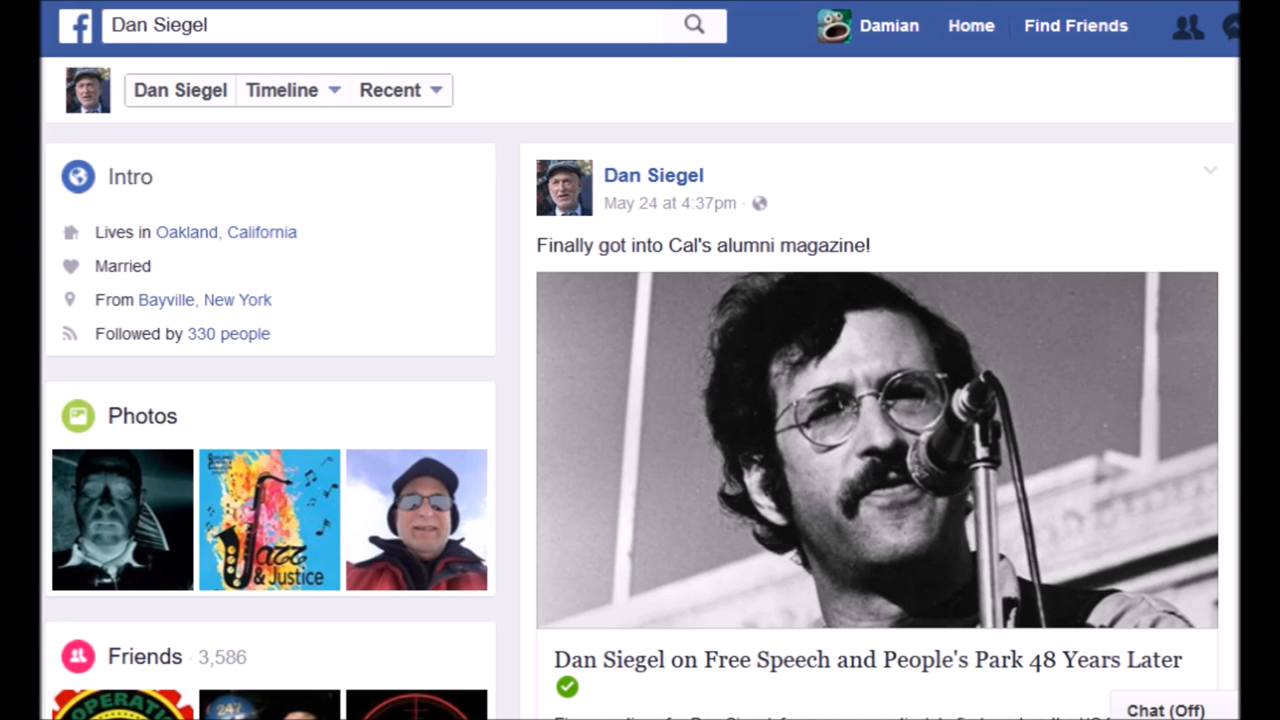 Dan Siegel
Damian
Home
Find Friends
Dan Siegel
Timeline
Recent
Intro
Lives in Oakland, California
Married
From Bayville, New York
Followed by 330 people
Photos
Jazz
& Justice
Friends · 3,586
OPERATI
247
Dan Siegel
May 24 at 4:37pm ·
Finally got into Cal's alumni magazine!
Dan Siegel on Free Speech and People's Park 48 Years Later
Chat (Off)